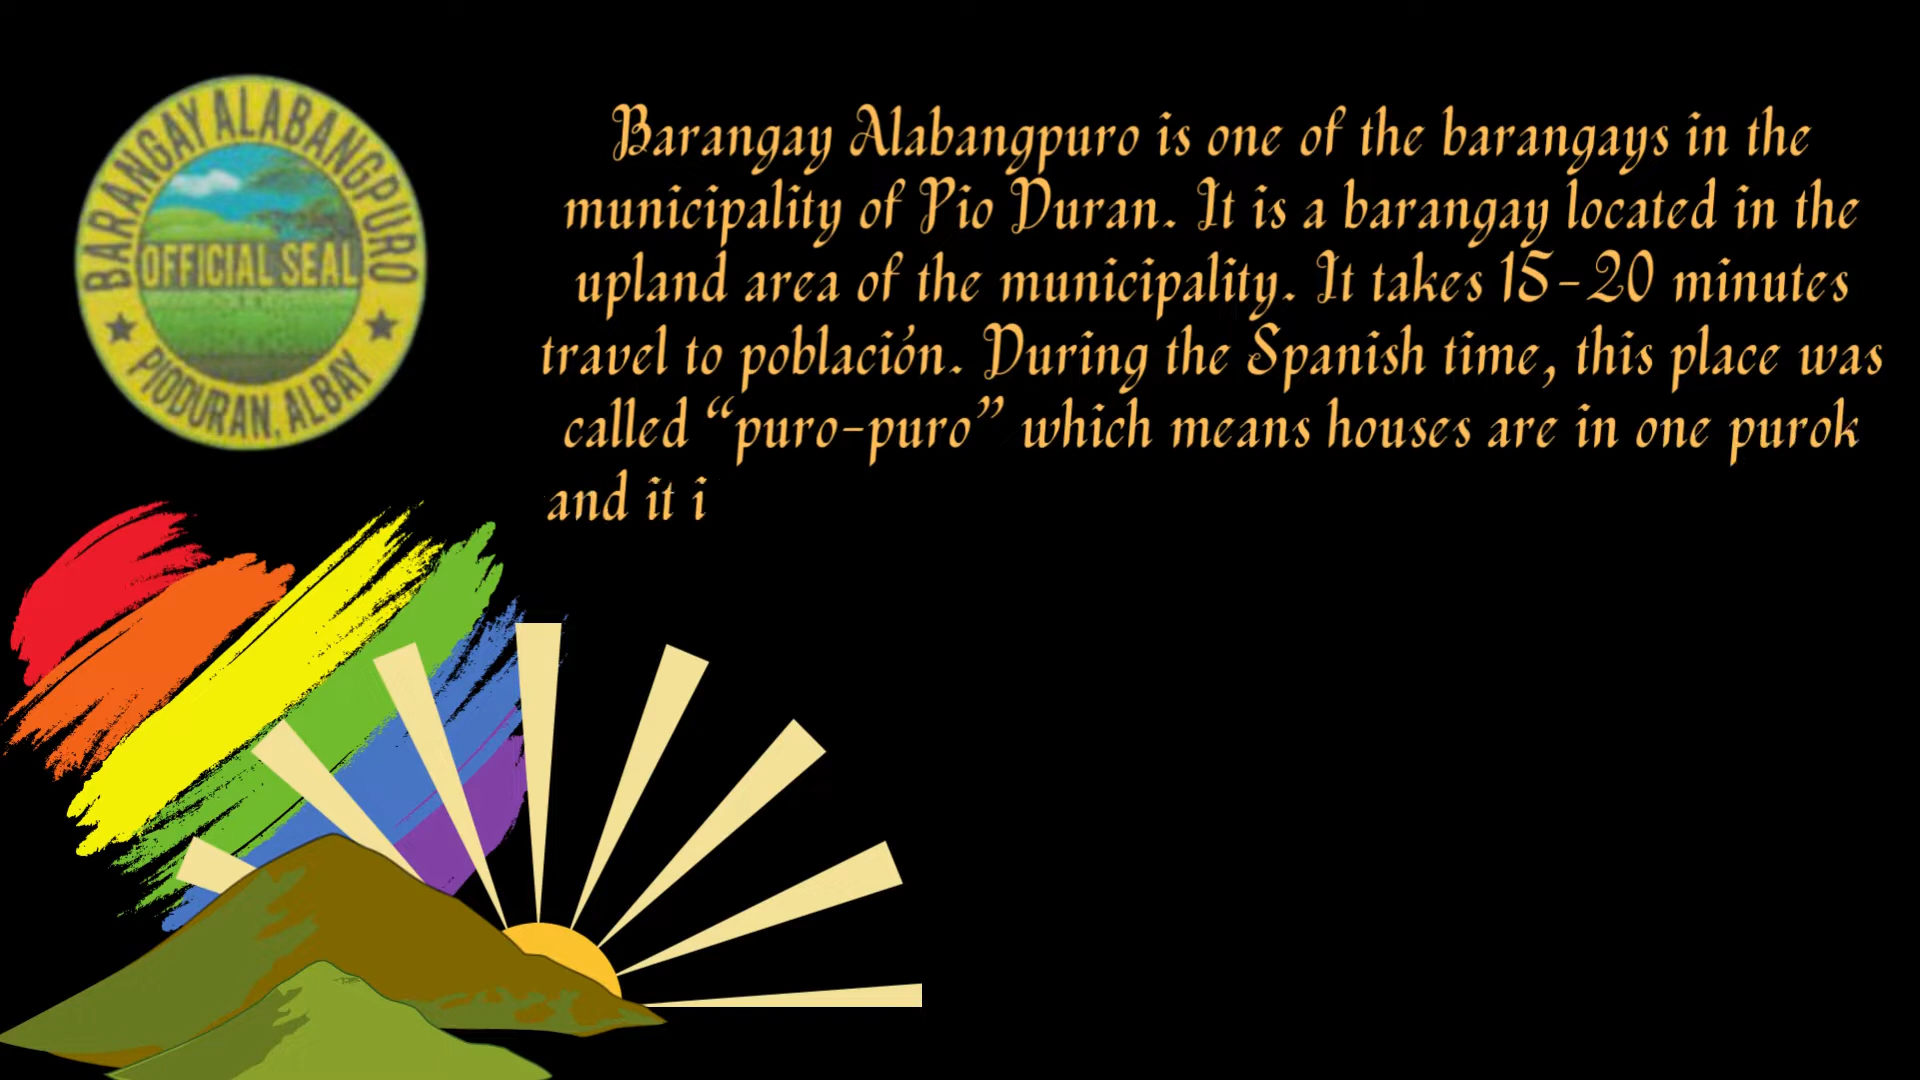 BARANGAY ALABANGPURO
OFFICIAL SEAL
PIODURAN, ALBAY
Barangay Alabangpuro is one of the barangays in the
municipality of Pio Duran. It is a barangay located in the
upland area of the municipality. It takes 15-20 minutes
travel to población. During the Spanish time, this place was
called “puro-puro” which means houses are in one purok
and it i